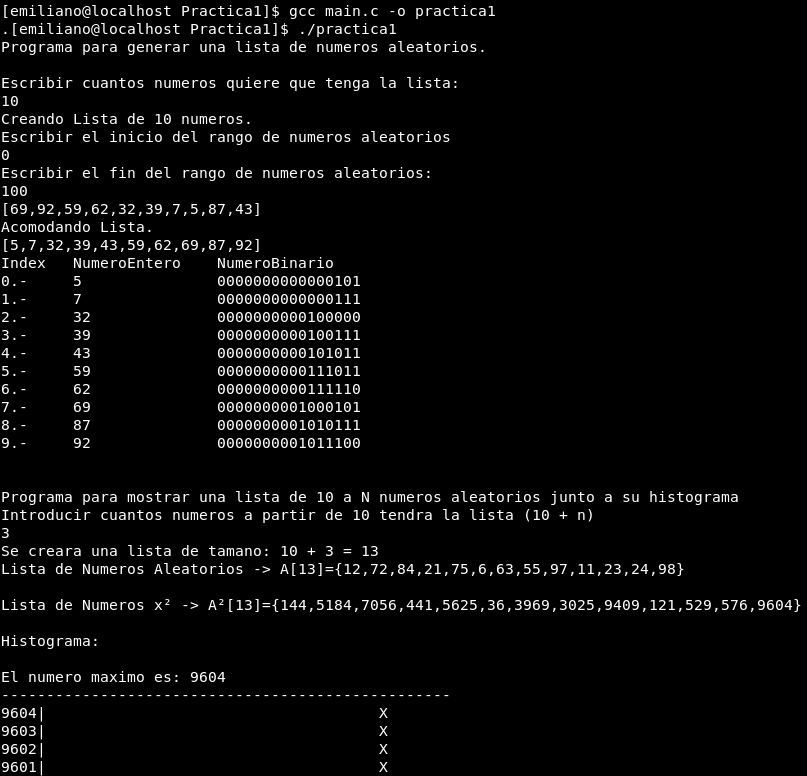 [emiliano@localhost Practica1]$ gcc main.c -o practica1
.[emiliano@localhost Practica1]$ ./practica1
Programa para generar una lista de numeros aleatorios.
Escribir cuantos numeros quiere que tenga la lista:
10
Creando Lista de 10 numeros.
Escribir el inicio del rango de numeros aleatorios
0
Escribir el fin del rango de numeros aleatorios:
100
[69,92,59,62,32,39,7,5,87,43]
Acomodando Lista.
[5,7,32,39,43,59,62,69,87,92]
Index   NumeroEntero    NumeroBinario
0.-     5               0000000000000101
1.-     7               0000000000000111
2.-     32              0000000000100000
3.-     39              0000000000100111
4.-     43              0000000000101011
5.-     59              0000000000111011
6.-     62              0000000000111110
7.-     69              0000000001000101
8.-     87              0000000001010111
9.-     92              0000000001011100
Programa para mostrar una lista de 10 a N numeros aleatorios junto a su histograma
Introducir cuantos numeros a partir de 10 tendra la lista (10 + n)
3
Se creara una lista de tamano: 10 + 3 = 13
Lista de Numeros Aleatorios -> A[13]={12,72,84,21,75,6,63,55,97,11,23,24,98}
Lista de Numeros x² -> A²[13]={144,5184,7056,441,5625,36,3969,3025,9409,121,529,576,9604}
Histograma:
El numero maximo es: 9604
--------------------------------------------------
9604|                                     X
9603|                                     X
9602|                                     X
9601|                                     X